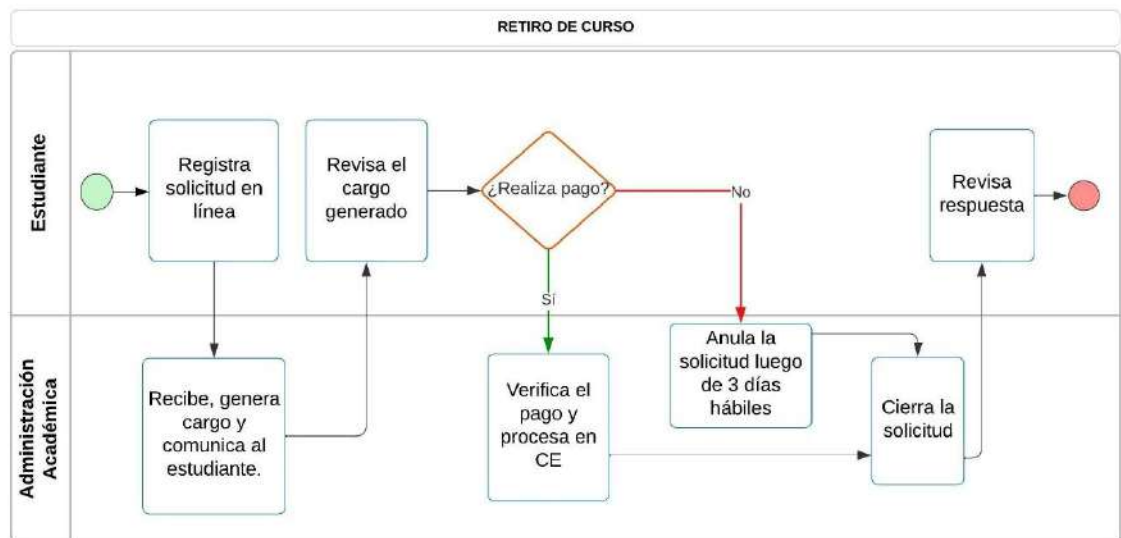 RETIRO DE CURSO
Estudiante
Registra
solicitud en
línea
Revisa el
cargo
generado
¿Realiza pago?
No
Sí
Revisa
respuesta
Administración
Académica
Recibe, genera
cargo y
comunica al
estudiante.
Verifica el
pago y
procesa en
CE
Anula la
solicitud luego
de 3 días
hábiles
Cierra la
solicitud